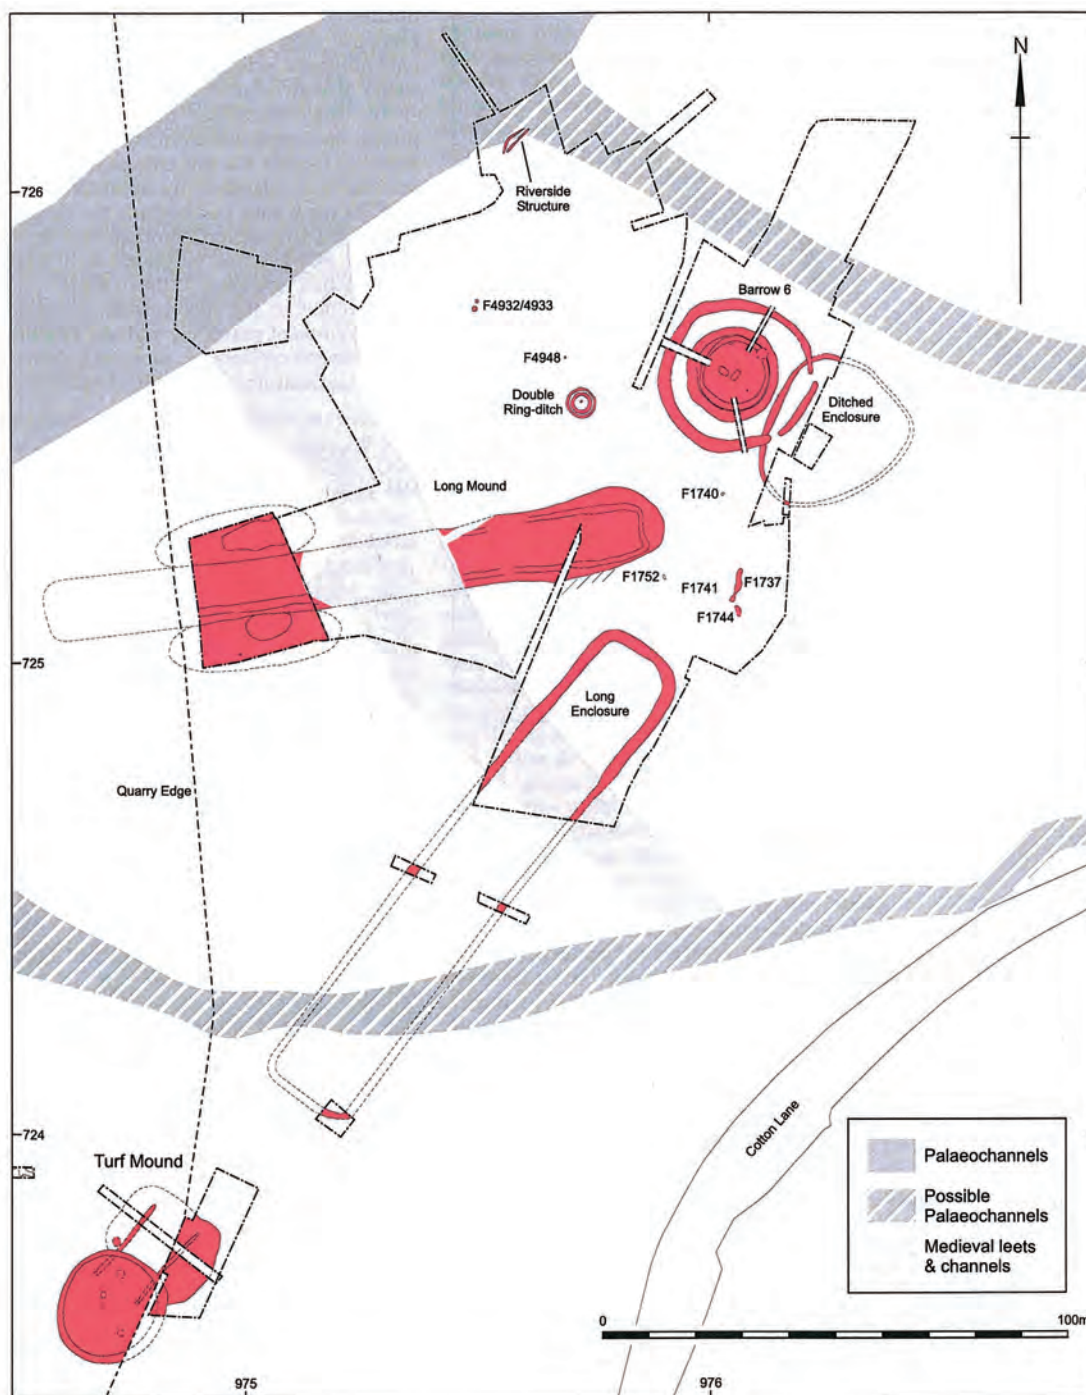 N
726
Riverside
Structure
F4932/4933
Barrow 6
F4948
Double
Ring-ditch
Ditched
Enclosure
Long Mound
F1740
F1752
F1741
F1737
F1744
725
Long
Enclosure
Quarry Edge
724
Turf Mound
Cotton Lane
Palaeochannels
Possible
Palaeochannels
Medieval leets
& channels
0
100m
975
976